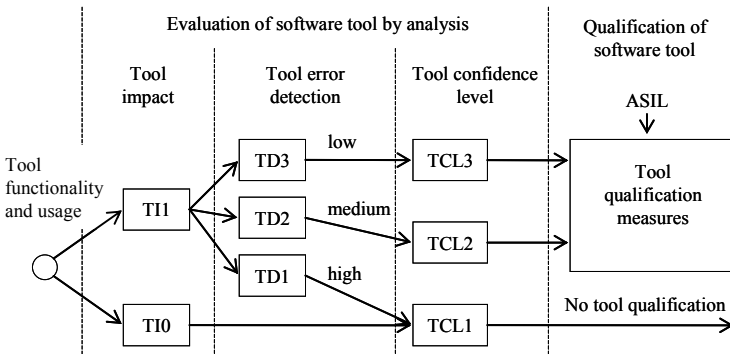 Evaluation of software tool by analysis
Qualification of
software tool
Tool
impact
Tool error
detection
Tool confidence
level
ASIL
Tool
functionality
and usage
TI1
TI0
TD3
low
TD2
medium
TD1
high
TCL3
TCL2
TCL1
Tool
qualification
measures
No tool qualification